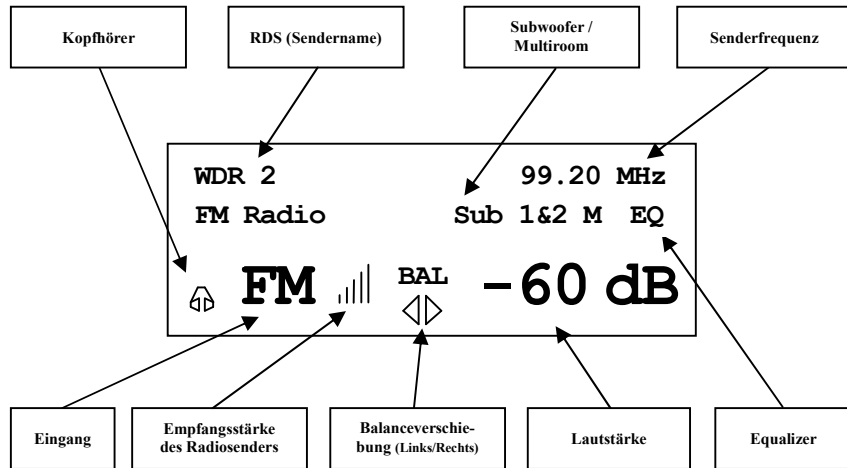 Kopfhörer
RDS (Sendername)
Subwoofer /
Multiroom
Senderfrequenz
WDR 2 99.20 MHz
FM Radio Sub 1&2 M EQ
FM BAL -60 dB
Eingang
Empfangsstärke
des Radiosenders
Balanceverschie-
bung (Links/Rechts)
Lautstärke
Equalizer